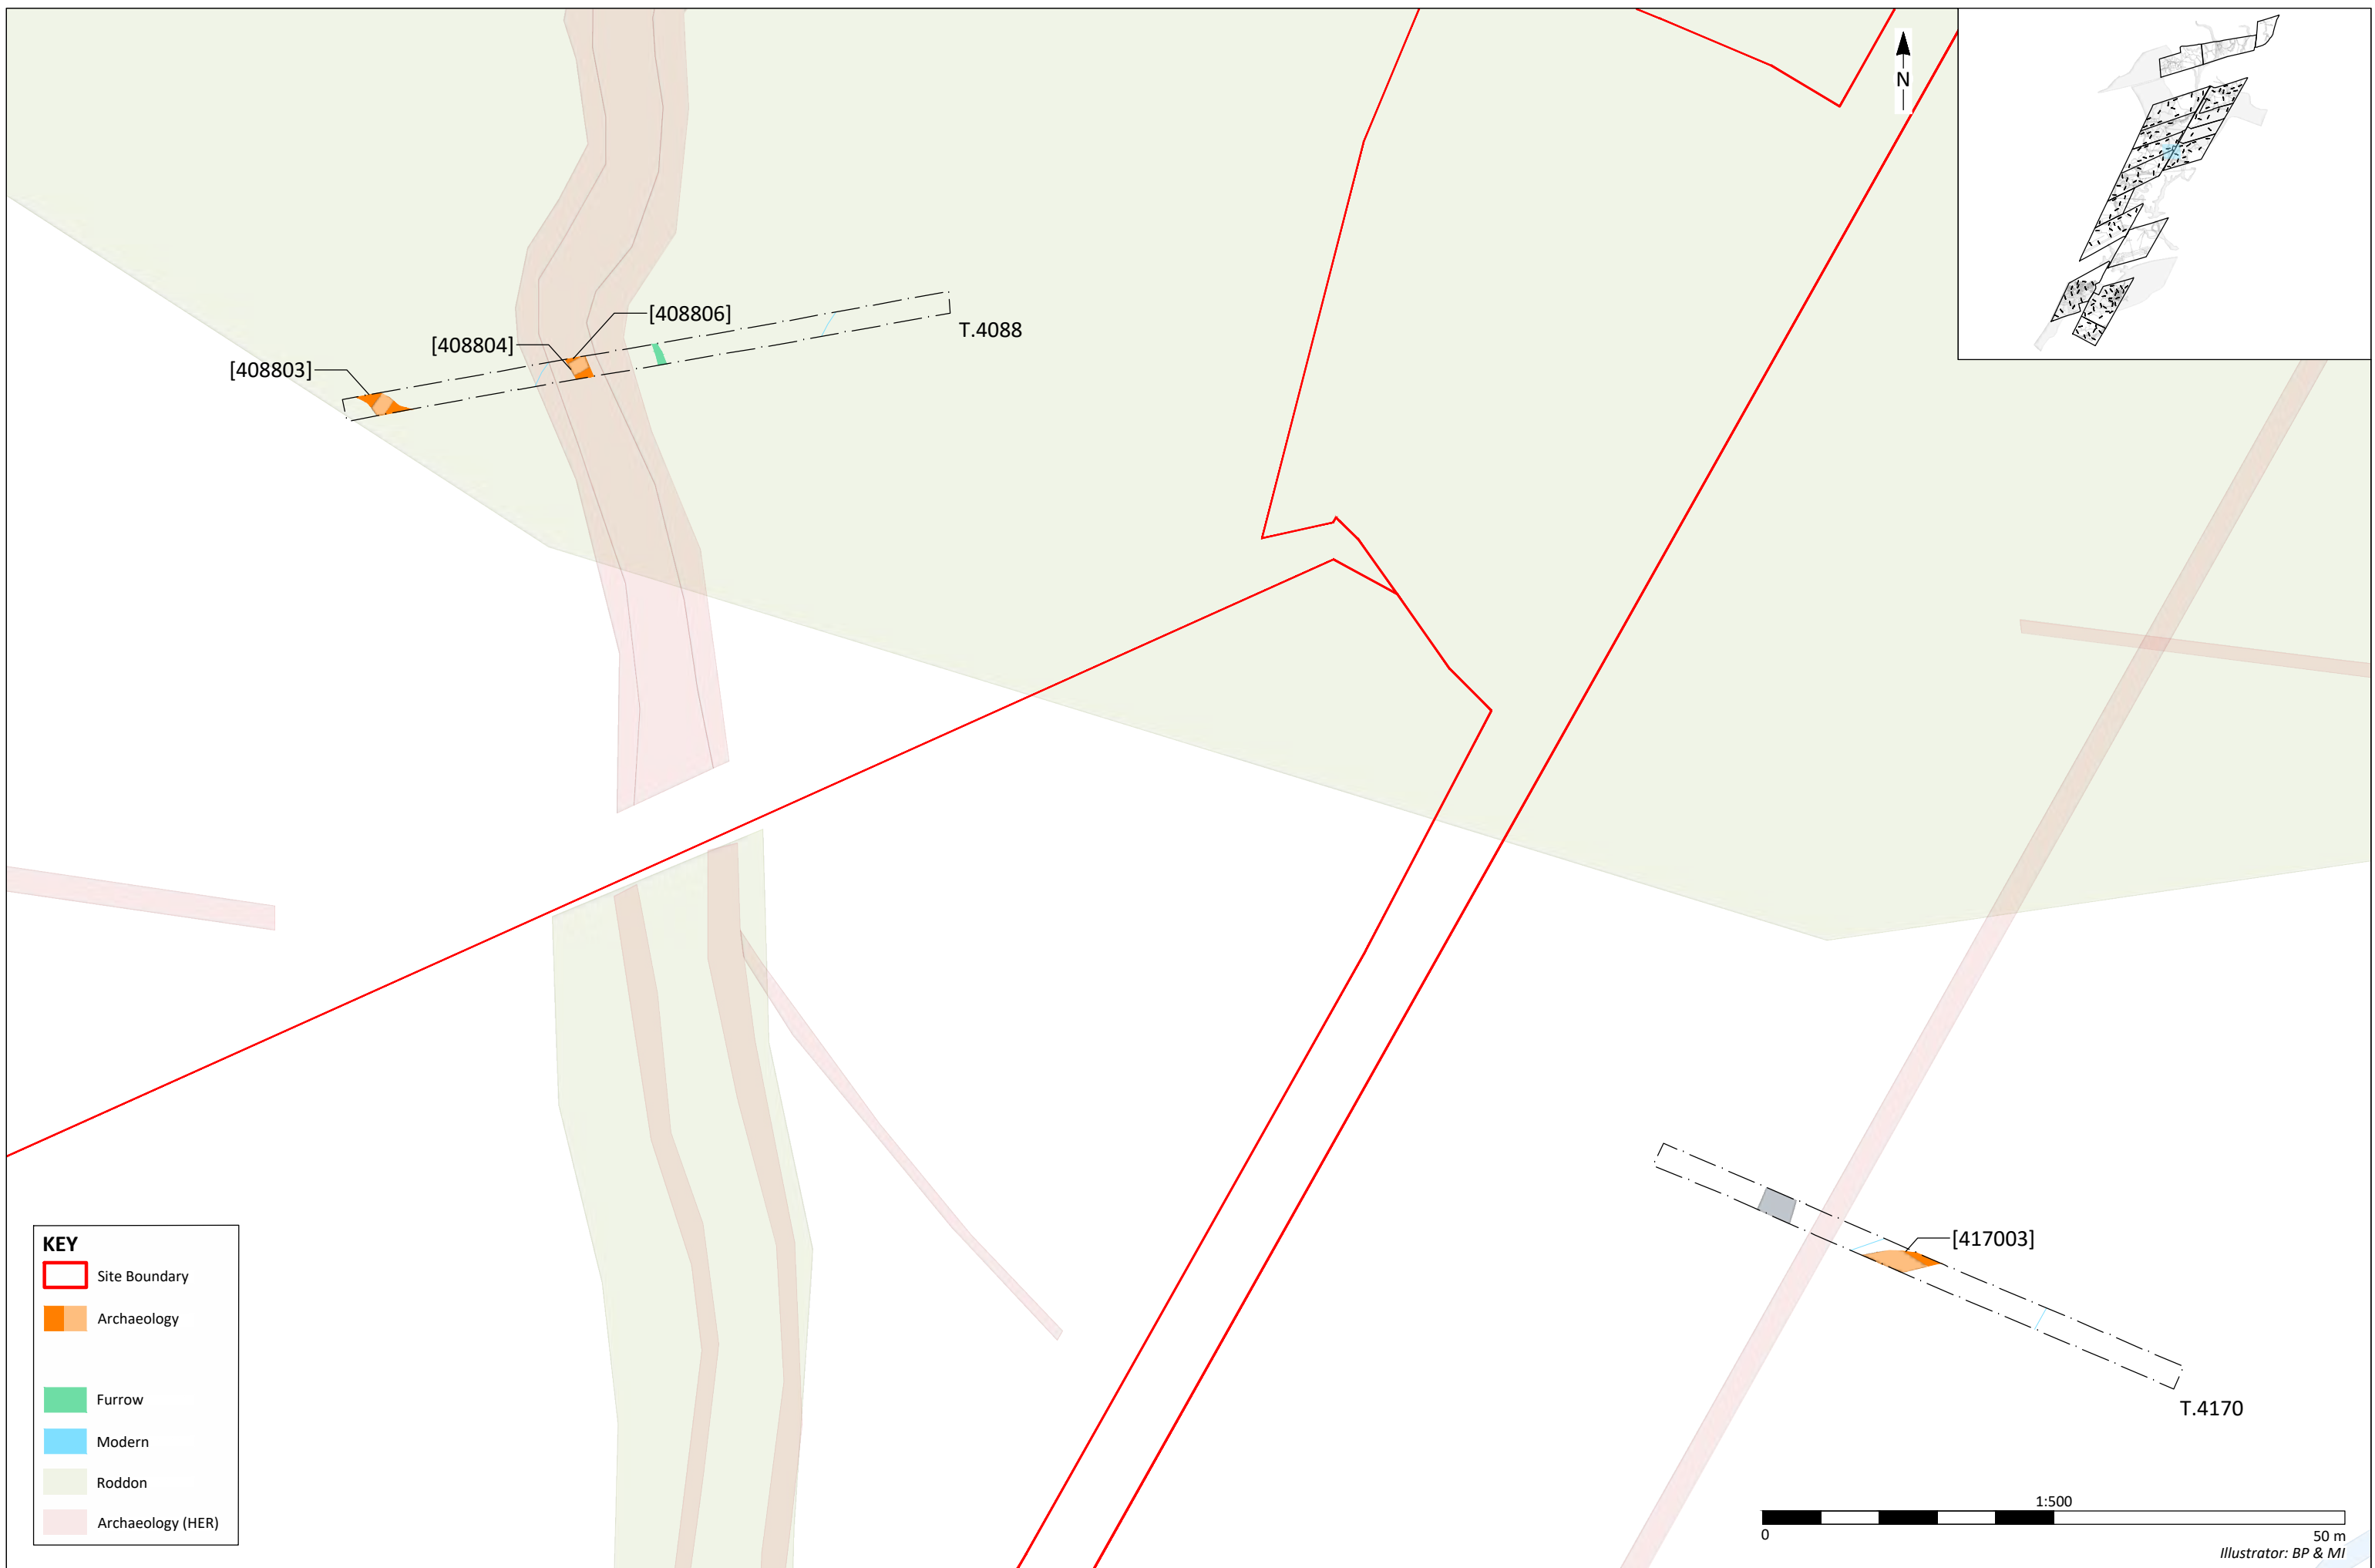 N
[408806]
[408804]
T.4088
[408803]
[417003]
T.4170
KEY
Site Boundary
Archaeology
Furrow
Modern
Roddon
Archaeology (HER)
1:500
0 50 m
Illustrator: BP & MI